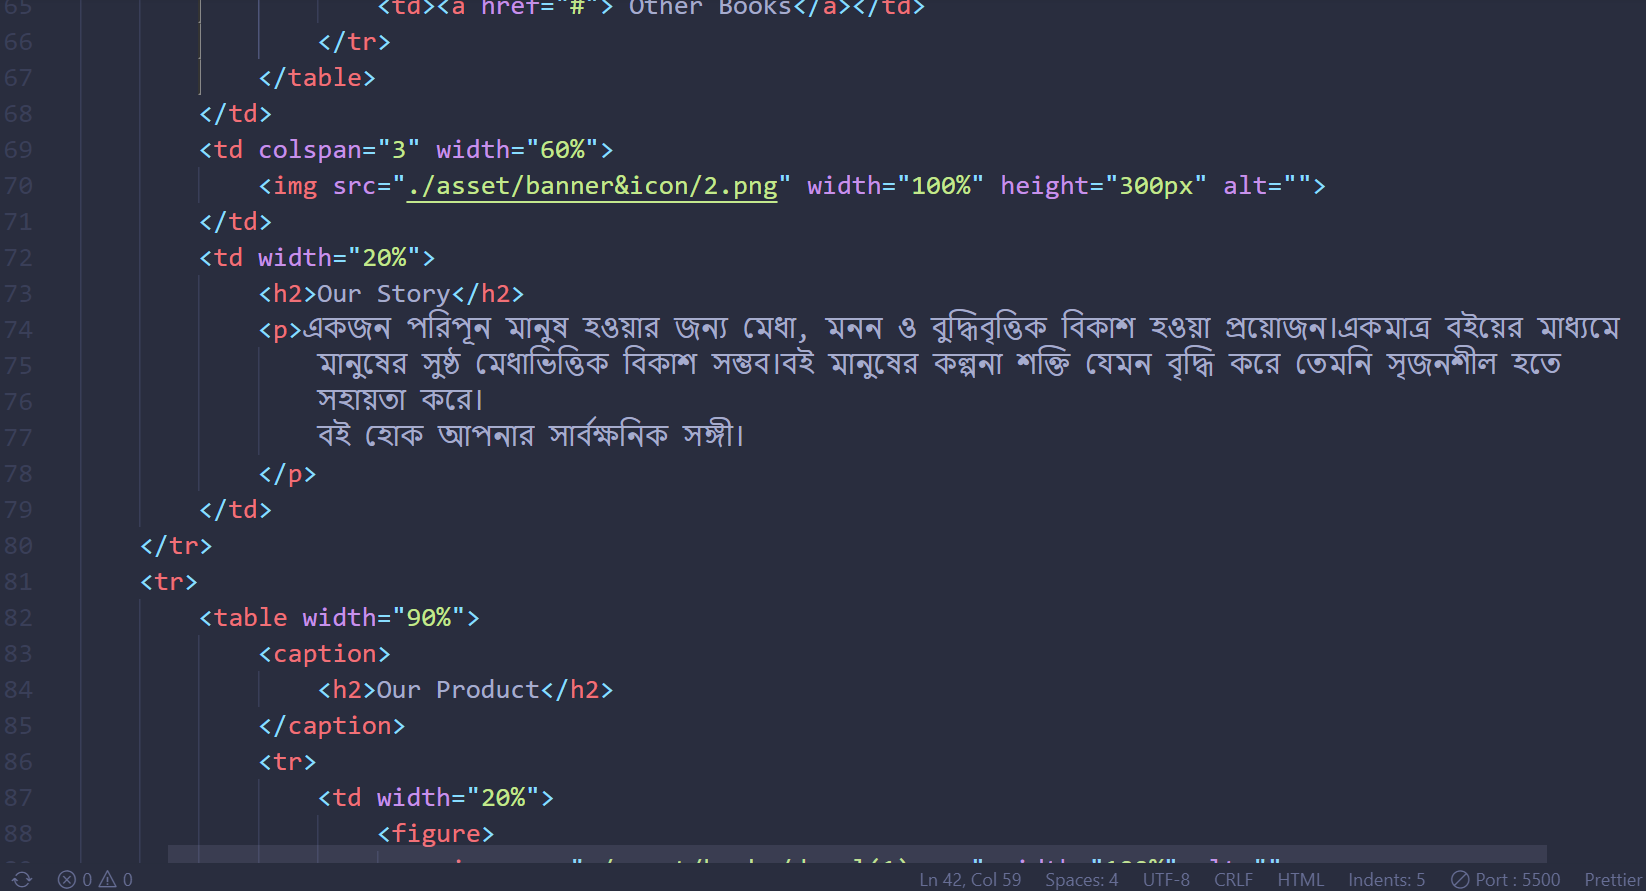 65 <td><a href="#"> Other Books</a></td>
66 </tr>
67 </table>
68 </td>
69 <td colspan="3" width="60%">
70 <img src="./asset/banner&icon/2.png" width="100%" height="300px" alt="">
71 </td>
72 <td width="20%">
73 <h2>Our Story</h2>
74 <p>একজন পরিপূন মানুষ হওয়ার জন্য মেধা, মনন ও বুদ্ধিবৃত্তিক বিকাশ হওয়া প্রয়োজন।একমাত্র বইয়ের মাধ্যমে
75 মানুষের সুষ্ঠ মেধাভিত্তিক বিকাশ সম্ভব।বই মানুষের কল্পনা শক্তি যেমন বৃদ্ধি করে তেমনি সৃজনশীল হতে
76 সহায়তা করে।
77 বই হোক আপনার সার্বক্ষনিক সঙ্গী।
78 </p>
79 </td>
80 </tr>
81 <tr>
82 <table width="90%">
83 <caption>
84 <h2>Our Product</h2>
85 </caption>
86 <tr>
87 <td width="20%">
88 <figure>
0 0 Ln 42, Col 59 Spaces: 4 UTF-8 CRLF HTML Indents: 5 Port : 5500 Prettier